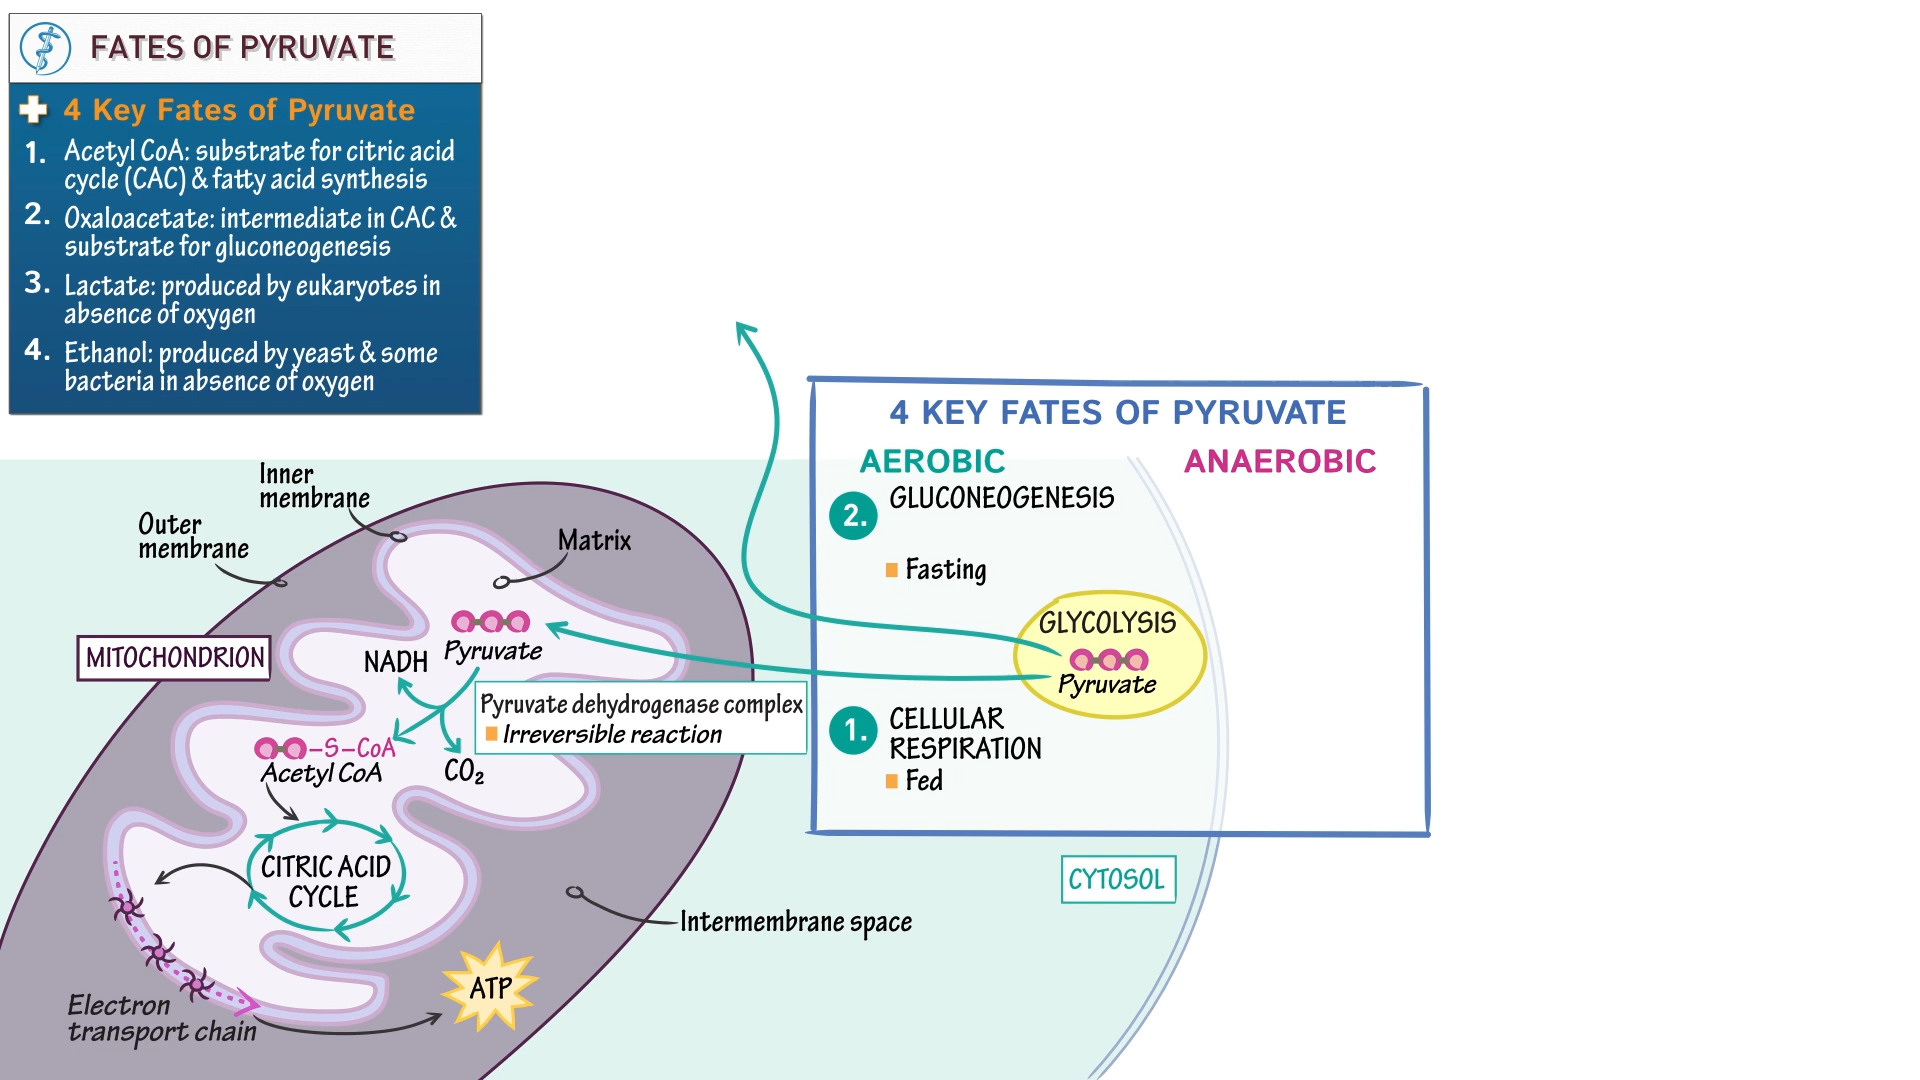 FATES OF PYRUVATE
4 Key Fates of Pyruvate
1. Acetyl CoA: substrate for citric acid
cycle (CAC) & fatty acid synthesis
2. Oxaloacetate: intermediate in CAC &
substrate for gluconeogenesis
3. Lactate: produced by eukaryotes in
absence of oxygen
4. Ethanol: produced by yeast & some
bacteria in absence of oxygen
4 KEY FATES OF PYRUVATE
AEROBIC
ANAEROBIC
2. GLUCONEOGENESIS
Fasting
GLYCOLYSIS
Pyruvate
1. CELLULAR
RESPIRATION
Fed
CYTOSOL
Inner
membrane
Outer
membrane
Matrix
MITOCHONDRION
NADH
Pyruvate
Pyruvate dehydrogenase complex
Irreversible reaction
-S-CoA
Acetyl CoA
CO₂
CITRIC ACID
CYCLE
Intermembrane space
ATP
Electron
transport chain